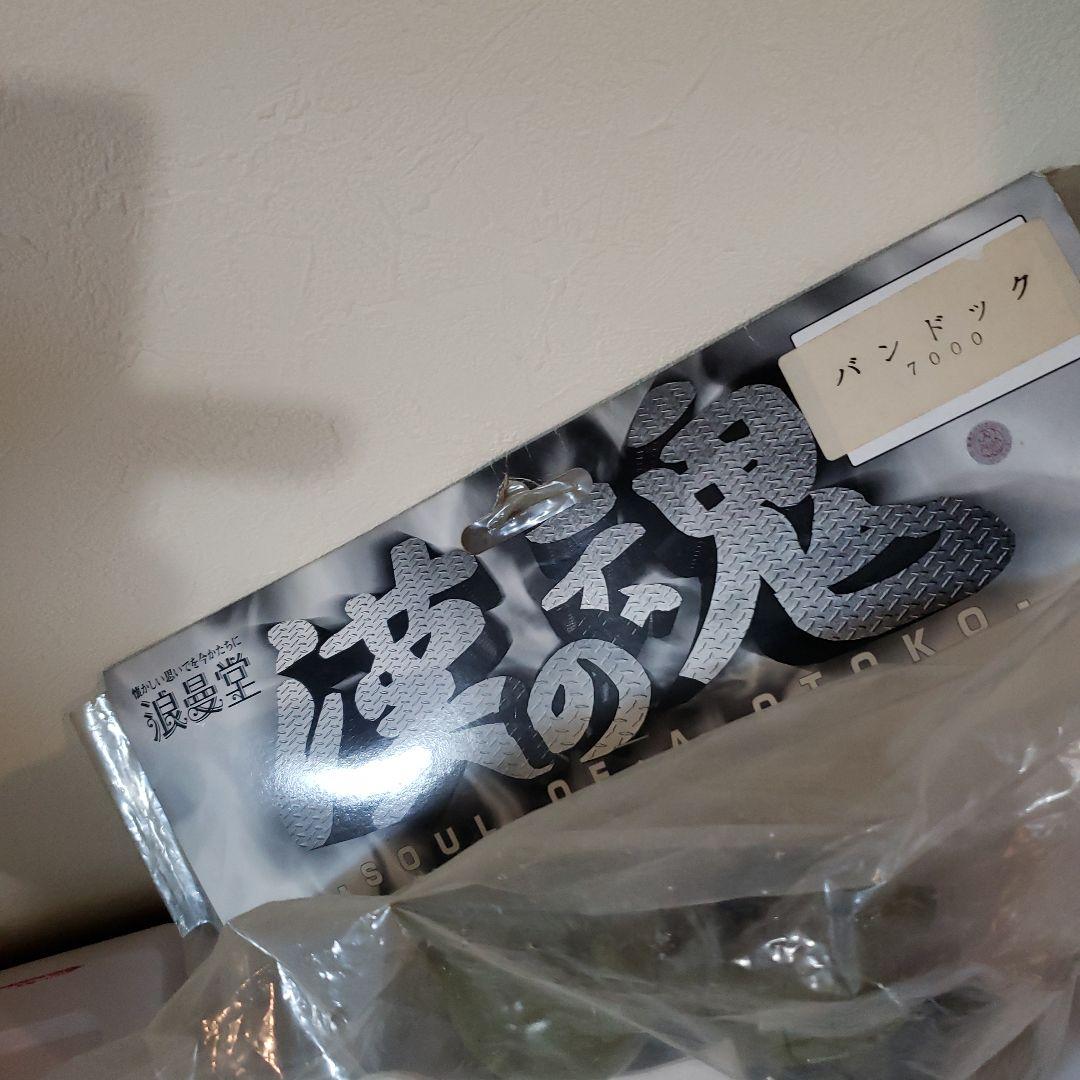 バンドック
7000
漢の魂
SOUL OF A OTOKO.
懐かしい思いでを今かたちに
浪曼堂